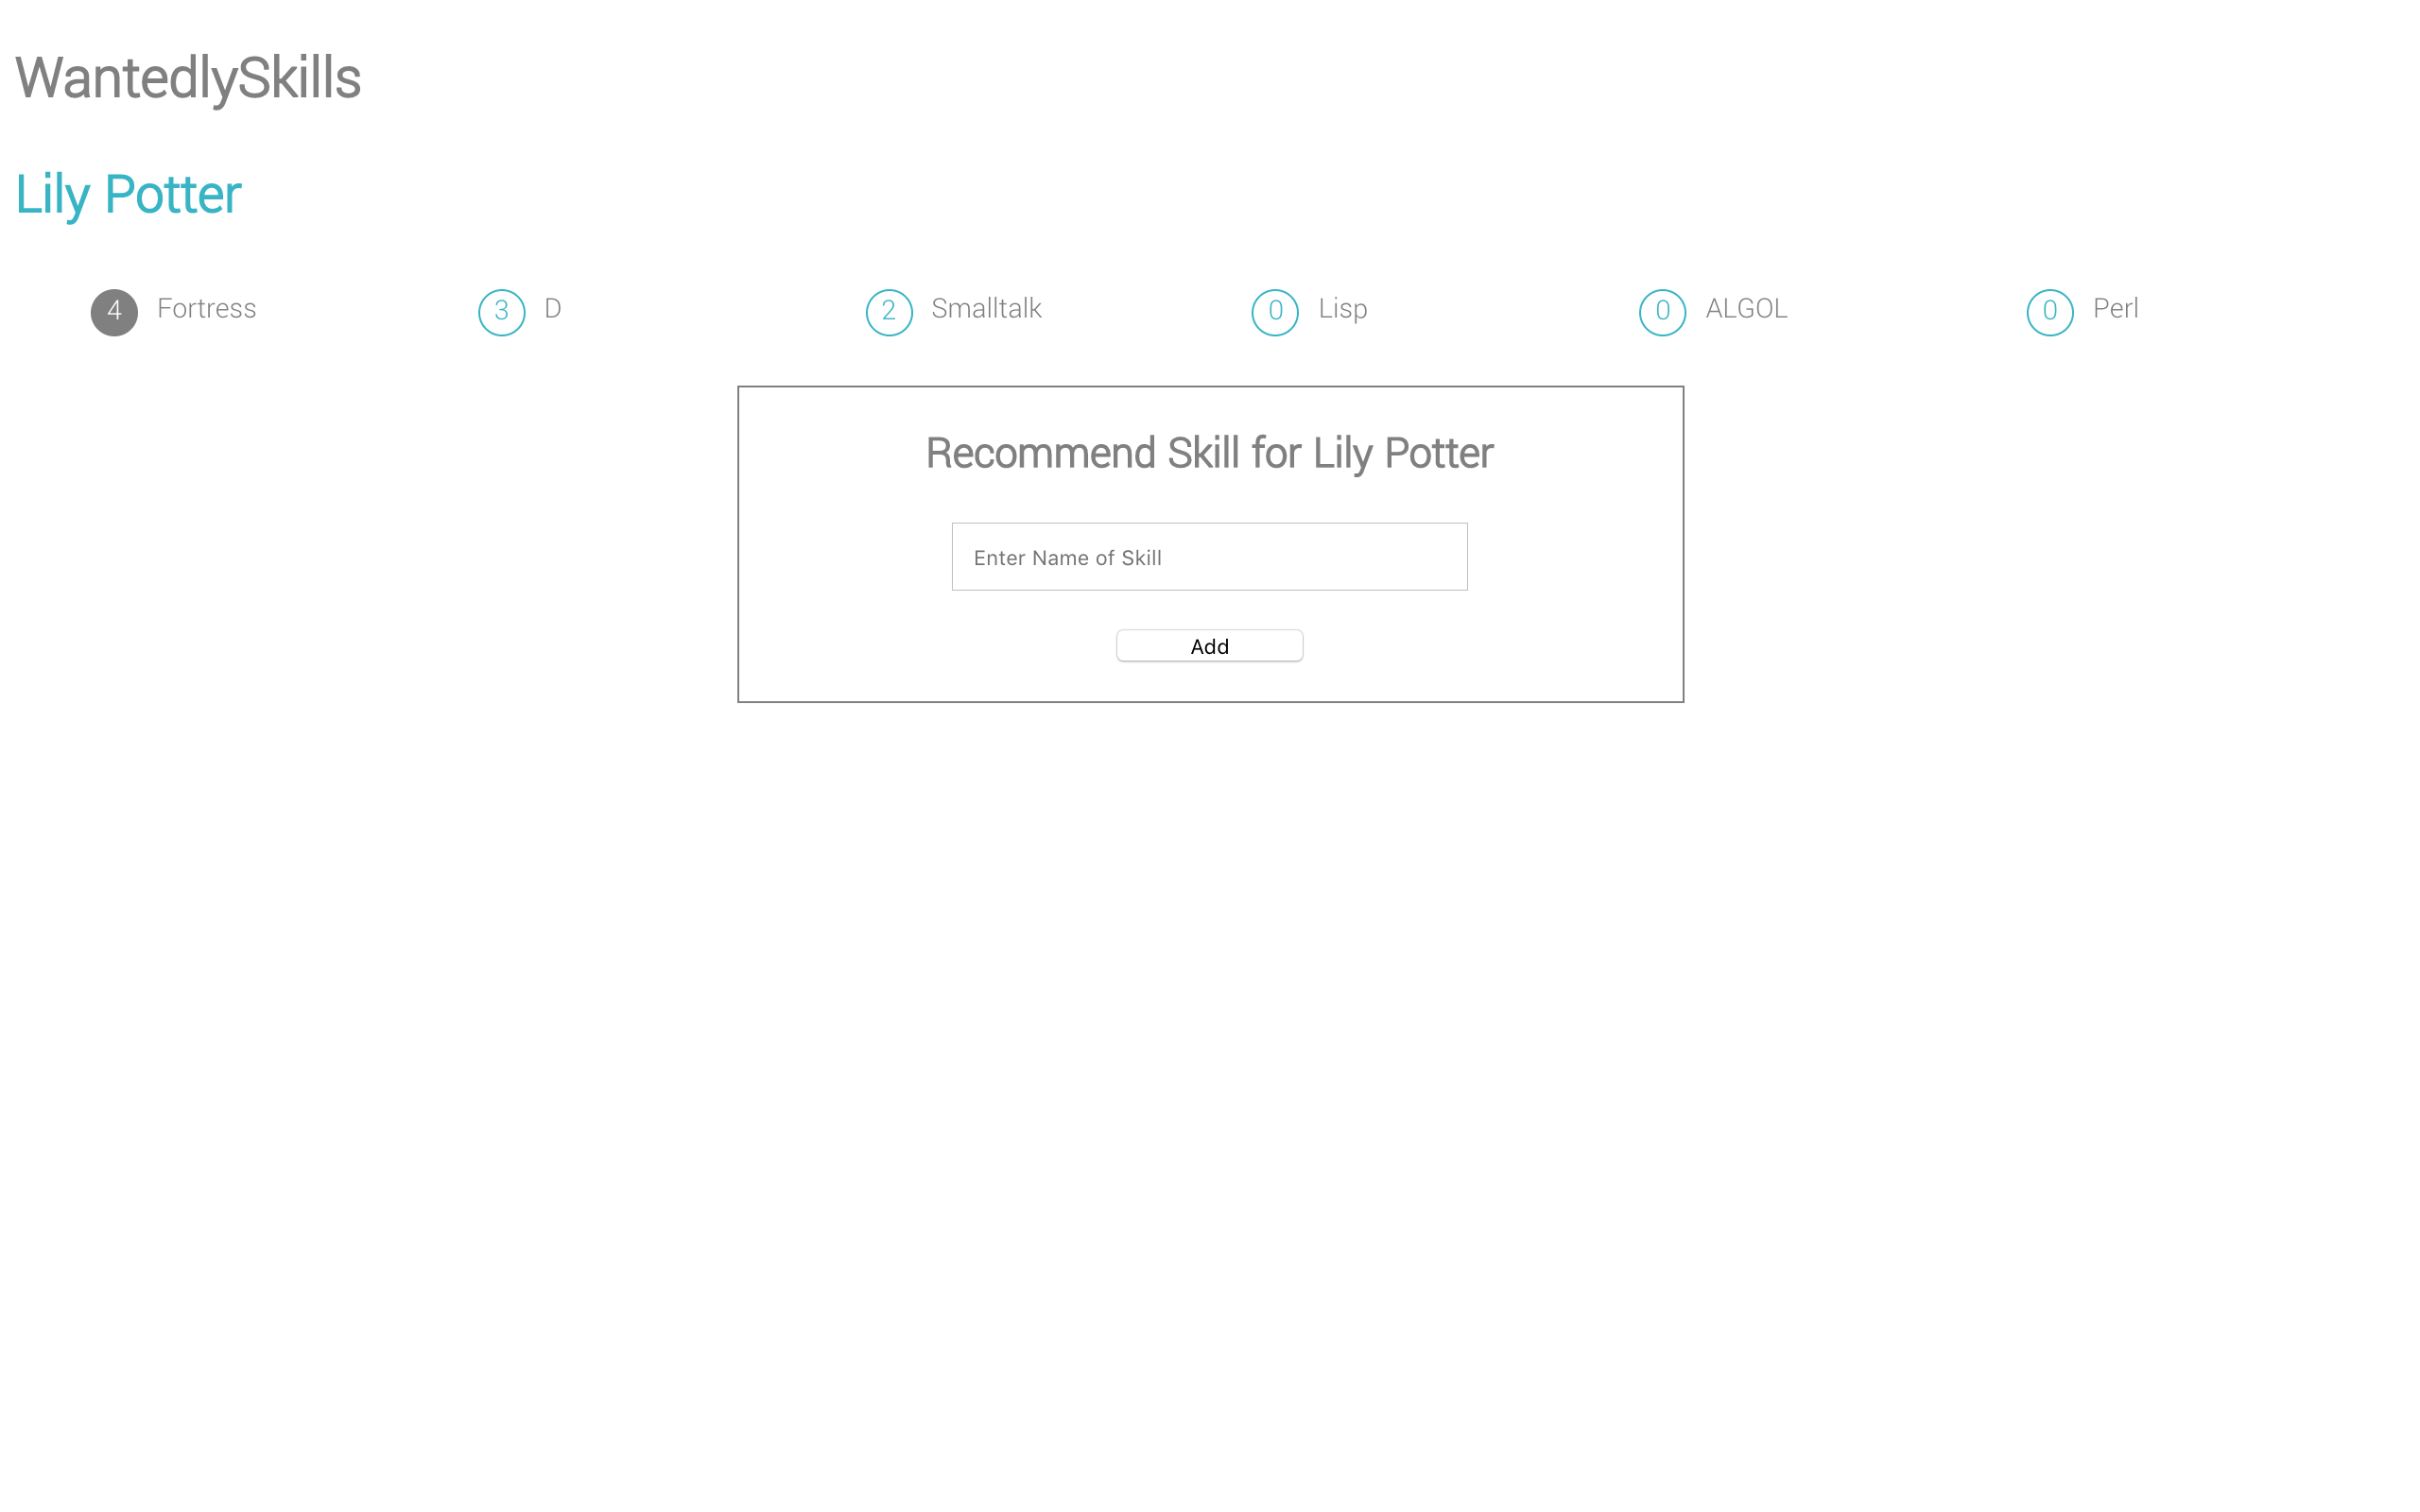 WantedlySkills
Lily Potter
4 Fortress 3 D 2 Smalltalk 0 Lisp 0 ALGOL 0 Perl
Recommend Skill for Lily Potter
Enter Name of Skill
Add